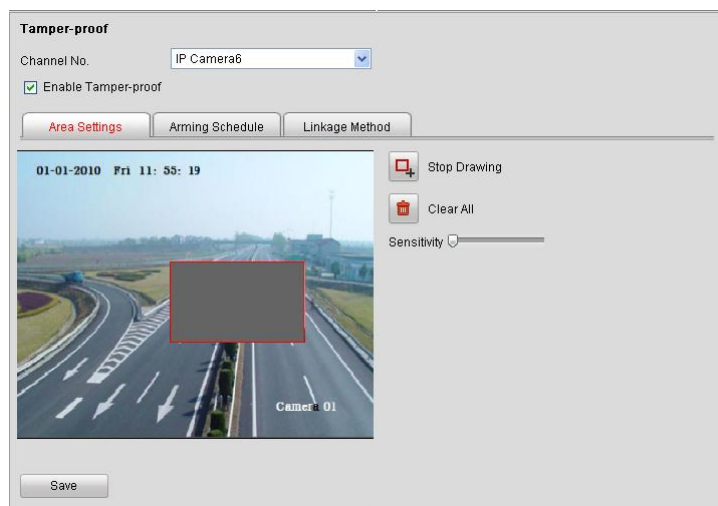 Tamper-proof
Channel No. IP Camera6
Enable Tamper-proof
Area Settings Arming Schedule Linkage Method
01-01-2010 Fri 11: 55: 19
Stop Drawing
Clear All
Sensitivity
Camera 01
Save